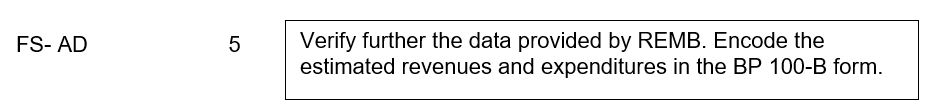 FS- AD 5 Verify further the data provided by REMB. Encode the
estimated revenues and expenditures in the BP 100-B form.